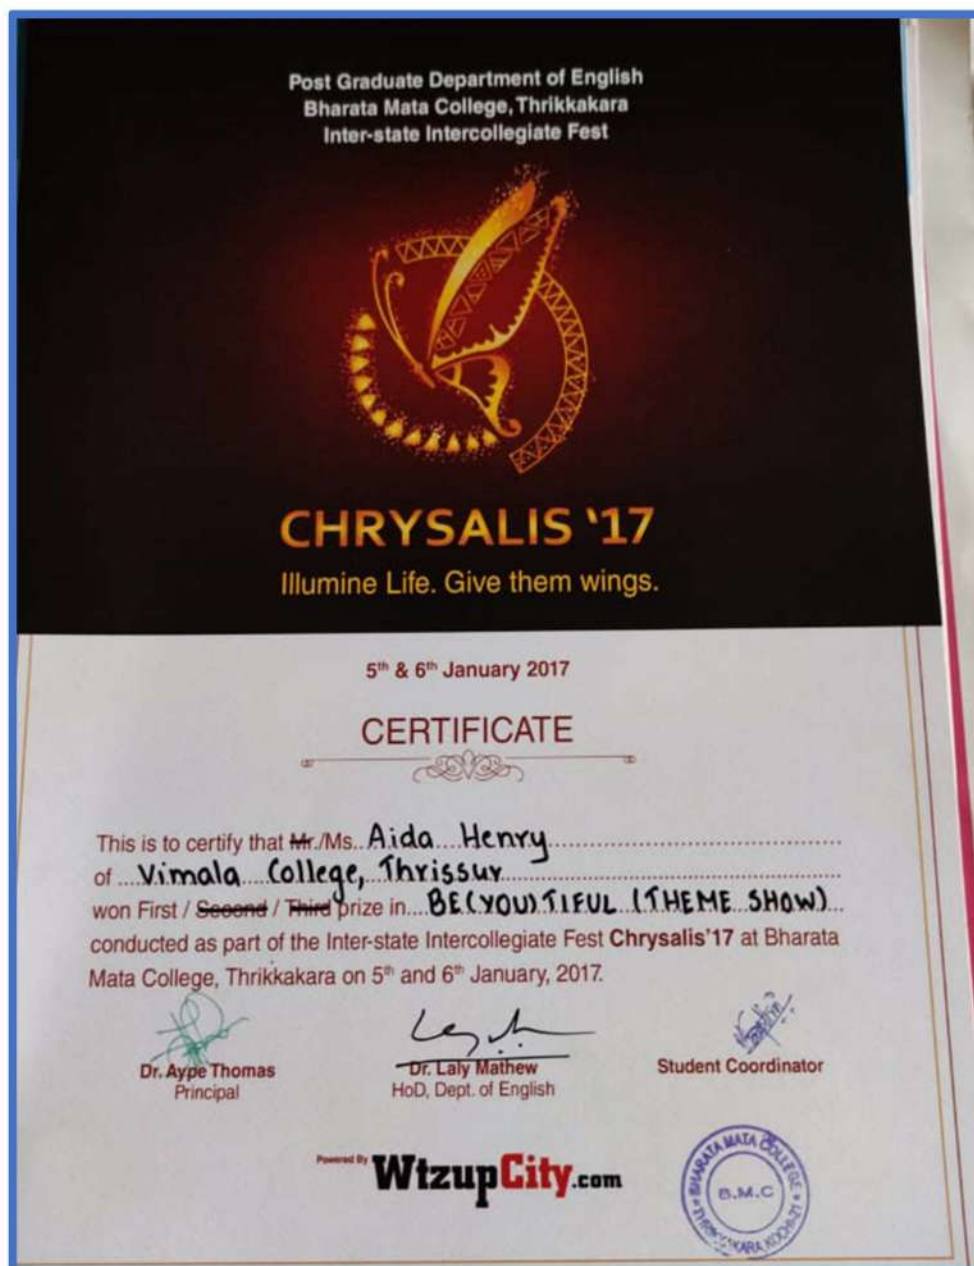 Post Graduate Department of English
Bharata Mata College, Thrikkakara
Inter-state Intercollegiate Fest
CHRYSALIS '17
Illumine Life. Give them wings.
5th & 6th January 2017
CERTIFICATE
This is to certify that Mr./Ms. Aida Henry
of Vimala College, Thrissur
won First / Second / Third prize in BE(YOU)TIFUL (THEME SHOW)
conducted as part of the Inter-state Intercollegiate Fest Chrysalis'17 at Bharata
Mata College, Thrikkakara on 5th and 6th January, 2017.
Dr. Aype Thomas
Principal
Dr. Laly Mathew
HoD, Dept. of English
Student Coordinator
Powered By WtzupCity.com
BHARATA MATA COLLEGE
B.M.C